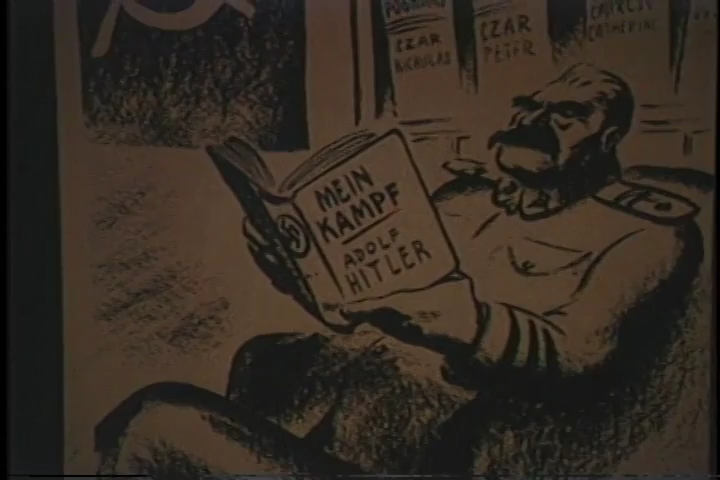 CZAR
NICHOLAS
CZAR
PETER
CATHERINE
MEIN
KAMPF
ADOLF
HITLER